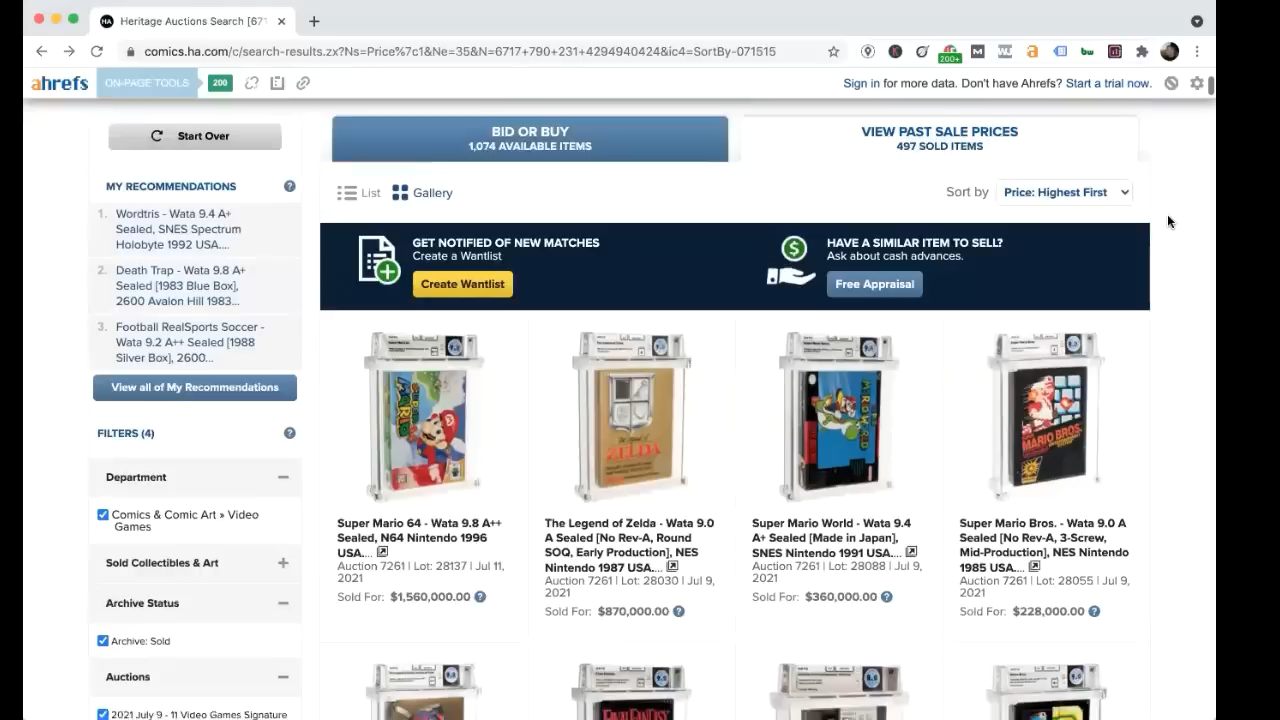 Heritage Auctions Search [671
comics.ha.com/c/search-results.zx?Ns=Price%7c1&Ne=35&N=6717+790+231+4294940424&ic4=SortBy-071515
200+
ahrefs
ON-PAGE TOOLS
200
Sign in for more data. Don't have Ahrefs? Start a trial now.
Start Over
MY RECOMMENDATIONS
1. Wordtris - Wata 9.4 A+
Sealed, SNES Spectrum
Holobyte 1992 USA....
2. Death Trap - Wata 9.8 A+
Sealed [1983 Blue Box],
2600 Avalon Hill 1983...
3. Football RealSports Soccer -
Wata 9.2 A++ Sealed [1988
Silver Box], 2600...
View all of My Recommendations
FILTERS (4)
Department
Comics & Comic Art » Video
Games
Sold Collectibles & Art
Archive Status
Archive: Sold
Auctions
2021 July 9 - 11 Video Games Signature
BID OR BUY
1,074 AVAILABLE ITEMS
VIEW PAST SALE PRICES
497 SOLD ITEMS
List
Gallery
Sort by
Price: Highest First
GET NOTIFIED OF NEW MATCHES
Create a Wantlist
Create Wantlist
HAVE A SIMILAR ITEM TO SELL?
Ask about cash advances.
Free Appraisal
Super Mario 64 - Wata 9.8 A++
Sealed, N64 Nintendo 1996
USA....
Auction 7261 | Lot: 28137 | Jul 11,
2021
Sold For: $1,560,000.00
ZELDA
The Legend of Zelda - Wata 9.0
A Sealed [No Rev-A, Round
SOQ, Early Production], NES
Nintendo 1987 USA....
Auction 7261 | Lot: 28030 | Jul 9,
2021
Sold For: $870,000.00
Super Mario World - Wata 9.4
A+ Sealed [Made in Japan],
SNES Nintendo 1991 USA....
Auction 7261 | Lot: 28088 | Jul 9,
2021
Sold For: $360,000.00
SUPER
MARIO BROS.
Super Mario Bros. - Wata 9.0 A
Sealed [No Rev-A, 3-Screw,
Mid-Production], NES Nintendo
1985 USA....
Auction 7261 | Lot: 28055 | Jul 9,
2021
Sold For: $228,000.00